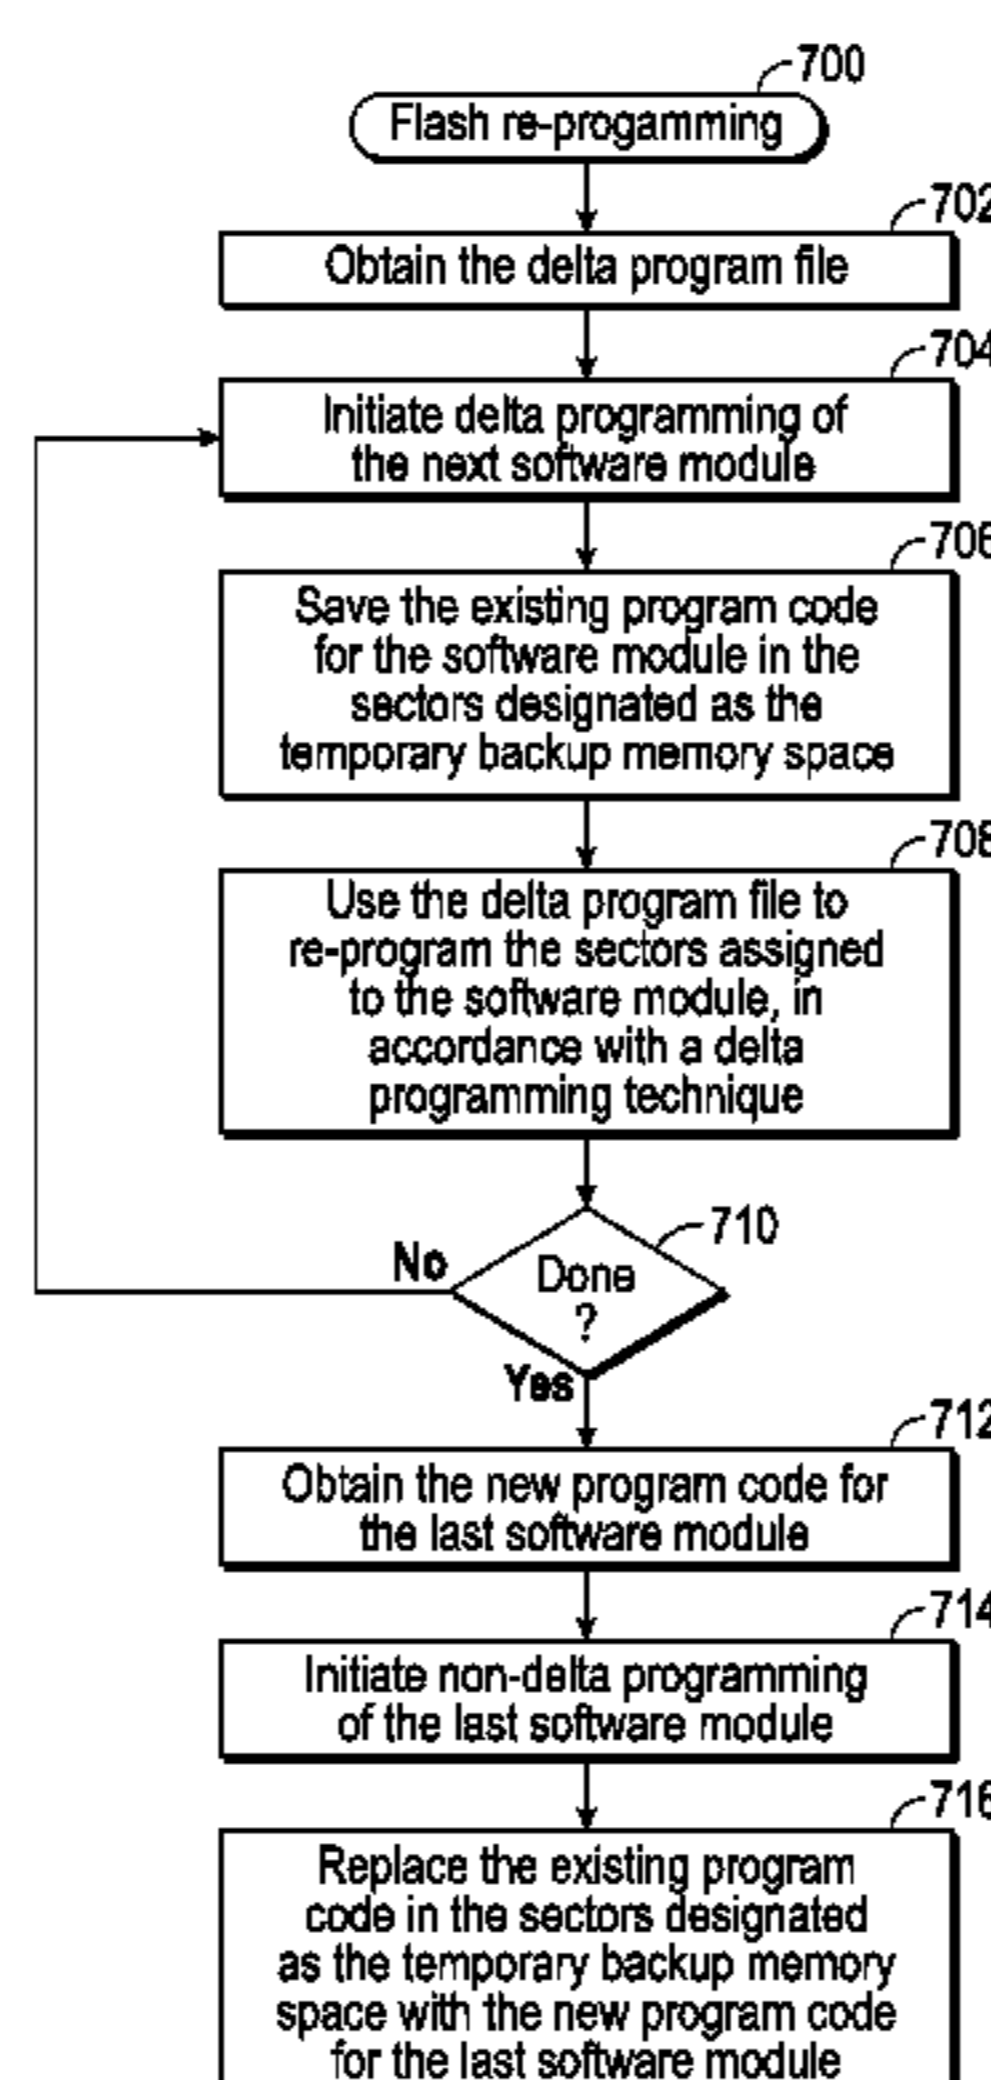 700
Flash re-progamming
702
Obtain the delta program file
704
Initiate delta programming of
the next software module
706
Save the existing program code
for the software module in the
sectors designated as the
temporary backup memory space
708
Use the delta program file to
re-program the sectors assigned
to the software module, in
accordance with a delta
programming technique
710
No
Done
?
Yes
712
Obtain the new program code for
the last software module
714
Initiate non-delta programming
of the last software module
716
Replace the existing program
code in the sectors designated
as the temporary backup memory
space with the new program code
for the last software module